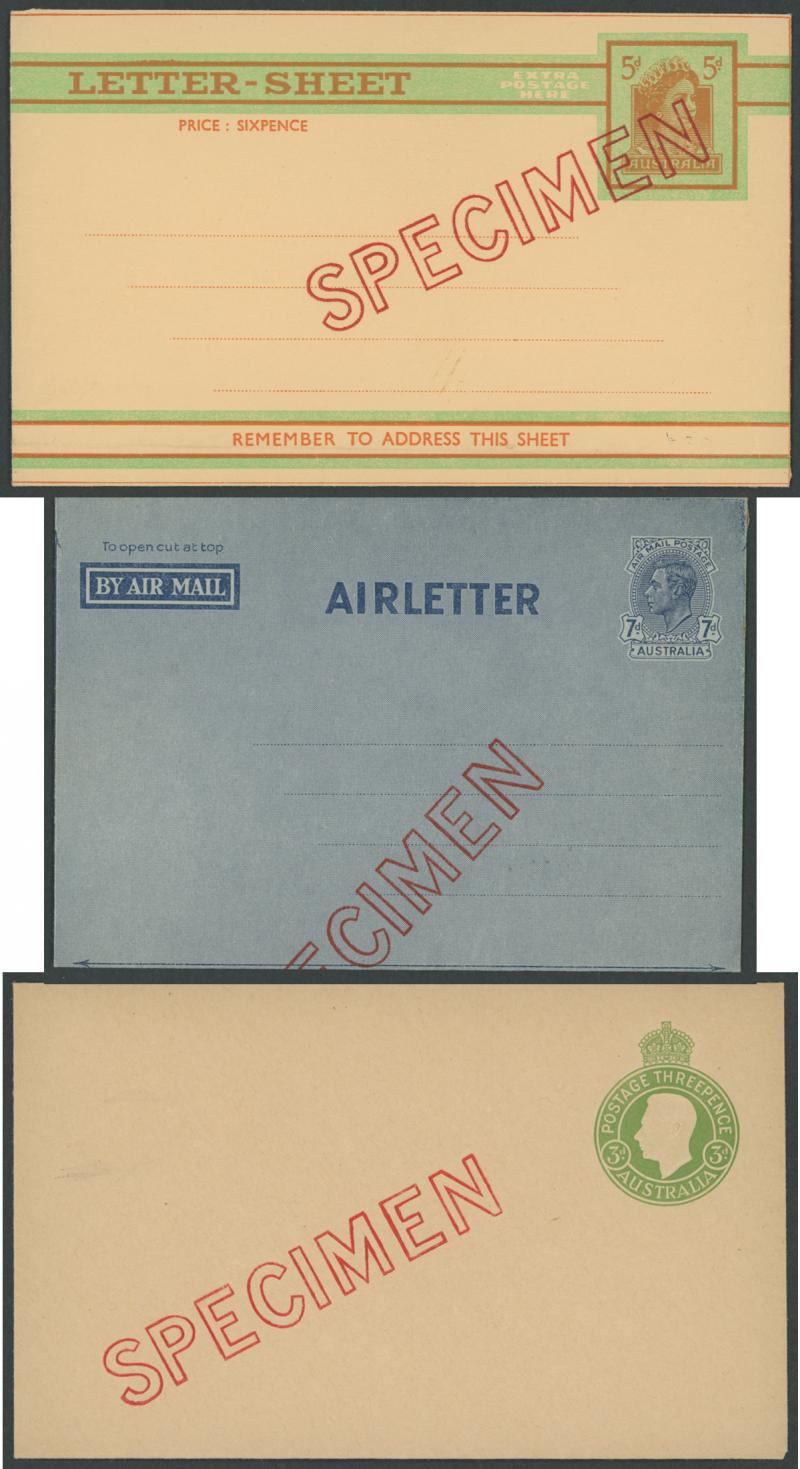 LETTER-SHEET
EXTRA
POSTAGE
HERE
5d 5d
AUSTRALIA
PRICE : SIXPENCE
SPECIMEN
REMEMBER TO ADDRESS THIS SHEET
To open cut at top
BY AIR MAIL
AIRLETTER
AIR MAIL POSTAGE
7d 7d
AUSTRALIA
ECIMEN
POSTAGE THREEPENCE
3d 3d
AUSTRALIA
SPECIMEN